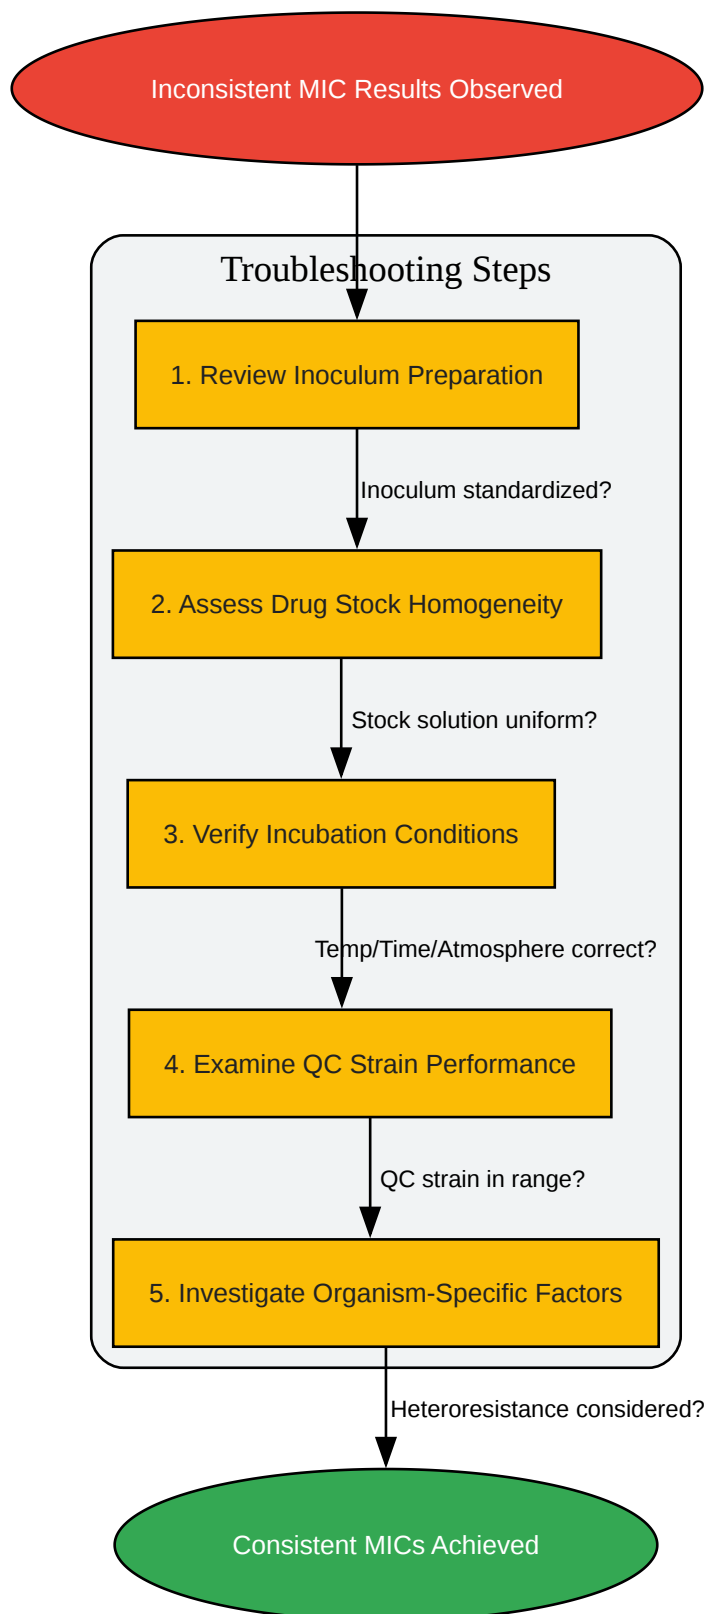 Inconsistent MIC Results Observed
Troubleshooting Steps
1. Review Inoculum Preparation
Inoculum standardized?
2. Assess Drug Stock Homogeneity
Stock solution uniform?
3. Verify Incubation Conditions
Temp/Time/Atmosphere correct?
4. Examine QC Strain Performance
QC strain in range?
5. Investigate Organism-Specific Factors
Heteroresistance considered?
Consistent MICs Achieved